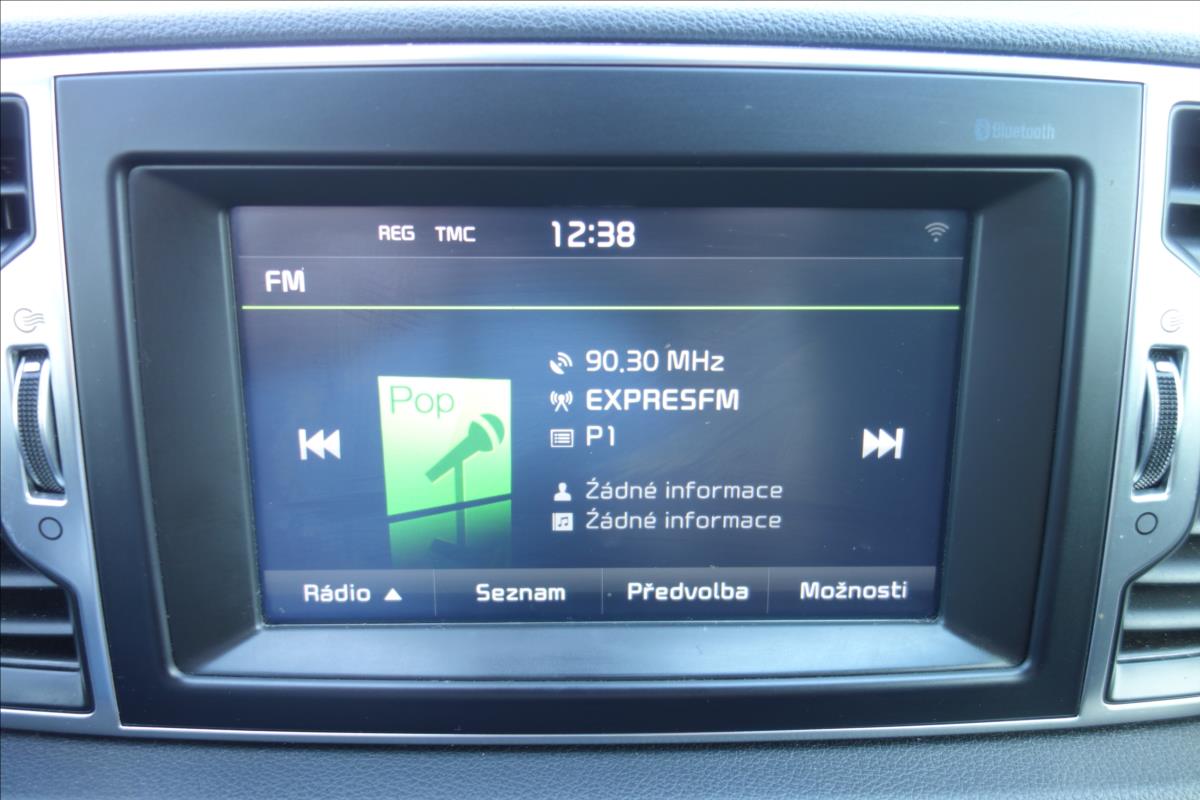 Bluetooth
REG TMC 12:38
FM
90.30 MHz
Pop
EXPRESFM
P1
Žádné informace
Žádné informace
Rádio Seznam Předvolba Možnosti